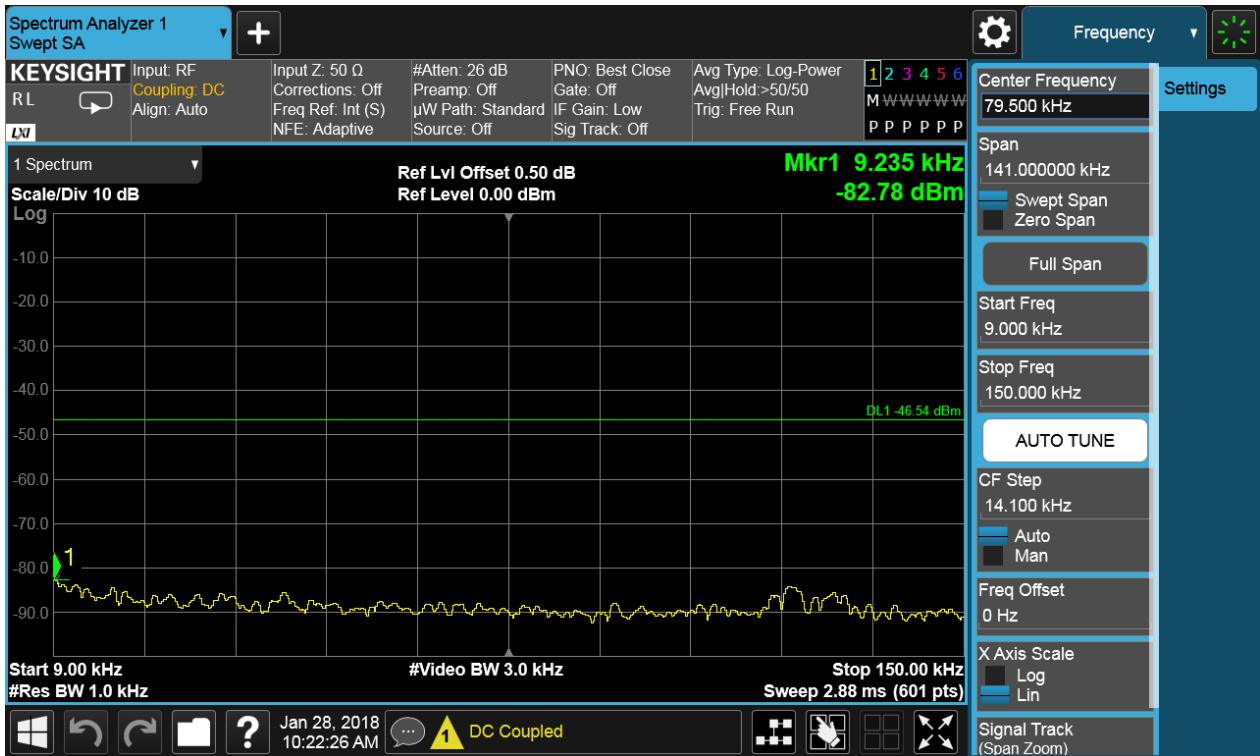 Spectrum Analyzer 1
Swept SA
+
Frequency
KEYSIGHT
R L
LXI
Input: RF
Coupling: DC
Align: Auto
Input Z: 50 Ω
Corrections: Off
Freq Ref: Int (S)
NFE: Adaptive
#Atten: 26 dB
Preamp: Off
µW Path: Standard
Source: Off
PNO: Best Close
Gate: Off
IF Gain: Low
Sig Track: Off
Avg Type: Log-Power
Avg|Hold:>50/50
Trig: Free Run
1 2 3 4 5 6
M W W W W W
P P P P P P
1 Spectrum
Scale/Div 10 dB
Log
Ref Lvl Offset 0.50 dB
Ref Level 0.00 dBm
Mkr1 9.235 kHz
-82.78 dBm
-10.0
-20.0
-30.0
-40.0
DL1 -46.54 dBm
-50.0
-60.0
-70.0
1
-80.0
-90.0
Start 9.00 kHz
#Video BW 3.0 kHz
Stop 150.00 kHz
#Res BW 1.0 kHz
Sweep 2.88 ms (601 pts)
Center Frequency
79.500 kHz
Span
141.000000 kHz
Swept Span
Zero Span
Full Span
Start Freq
9.000 kHz
Stop Freq
150.000 kHz
AUTO TUNE
CF Step
14.100 kHz
Auto
Man
Freq Offset
0 Hz
X Axis Scale
Log
Lin
Signal Track
(Span Zoom)
Settings
?
Jan 28, 2018
10:22:26 AM
1
DC Coupled